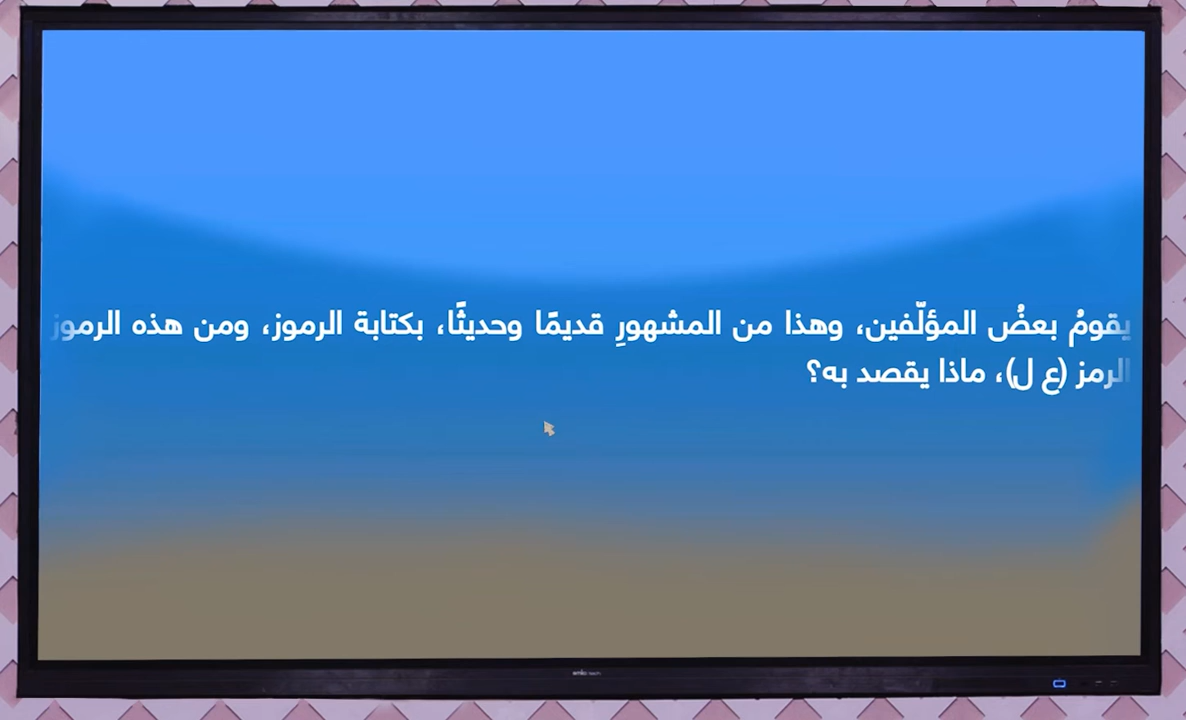 يقومُ بعضُ المؤلّفين، وهذا من المشهورِ قديمًا وحديثًا، بكتابة الرموز، ومن هذه الرموز
الرمز (ع ل)، ماذا يقصد به؟